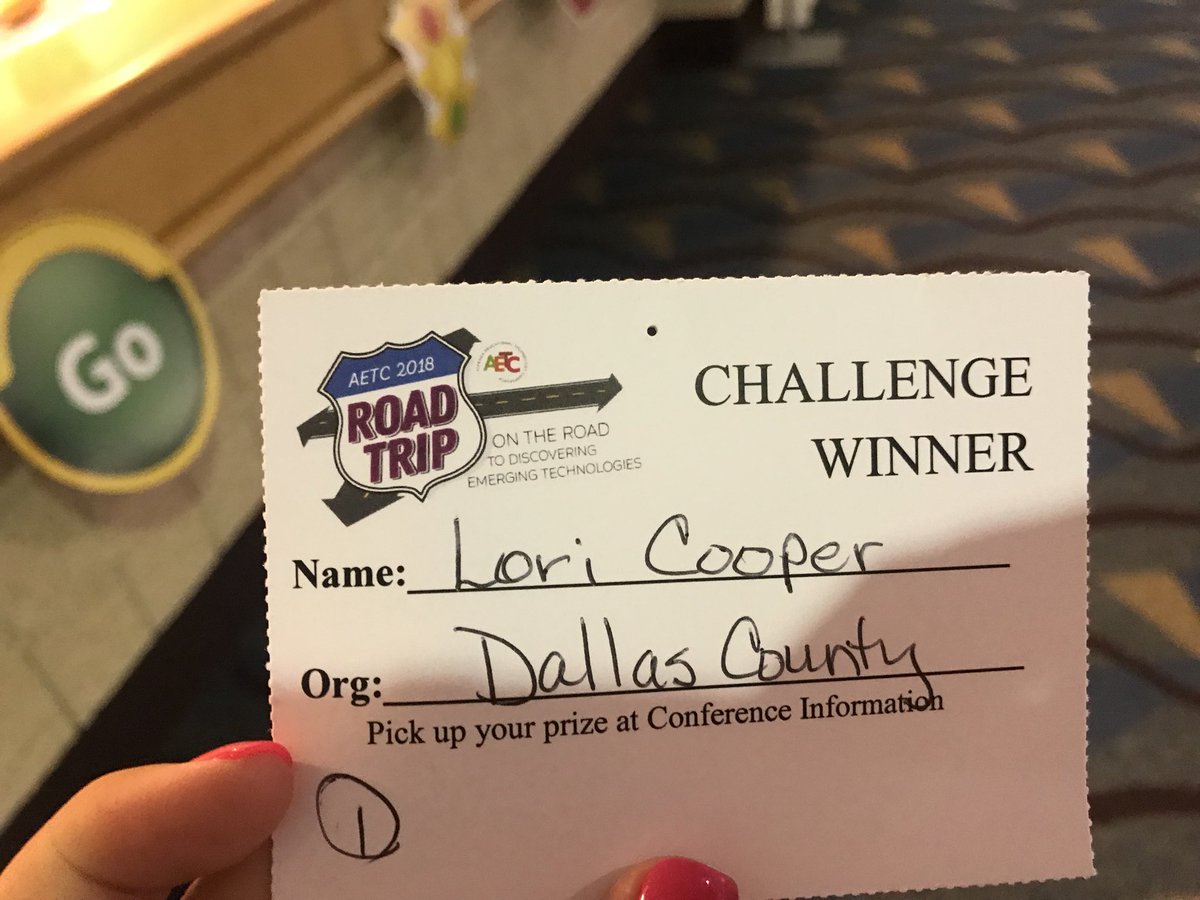 Go
AETC 2018
ROAD
TRIP
AETC
ON THE ROAD
TO DISCOVERING
EMERGING TECHNOLOGIES
CHALLENGE
WINNER
Name: Lori Cooper
Org: Dallas County
Pick up your prize at Conference Information
1